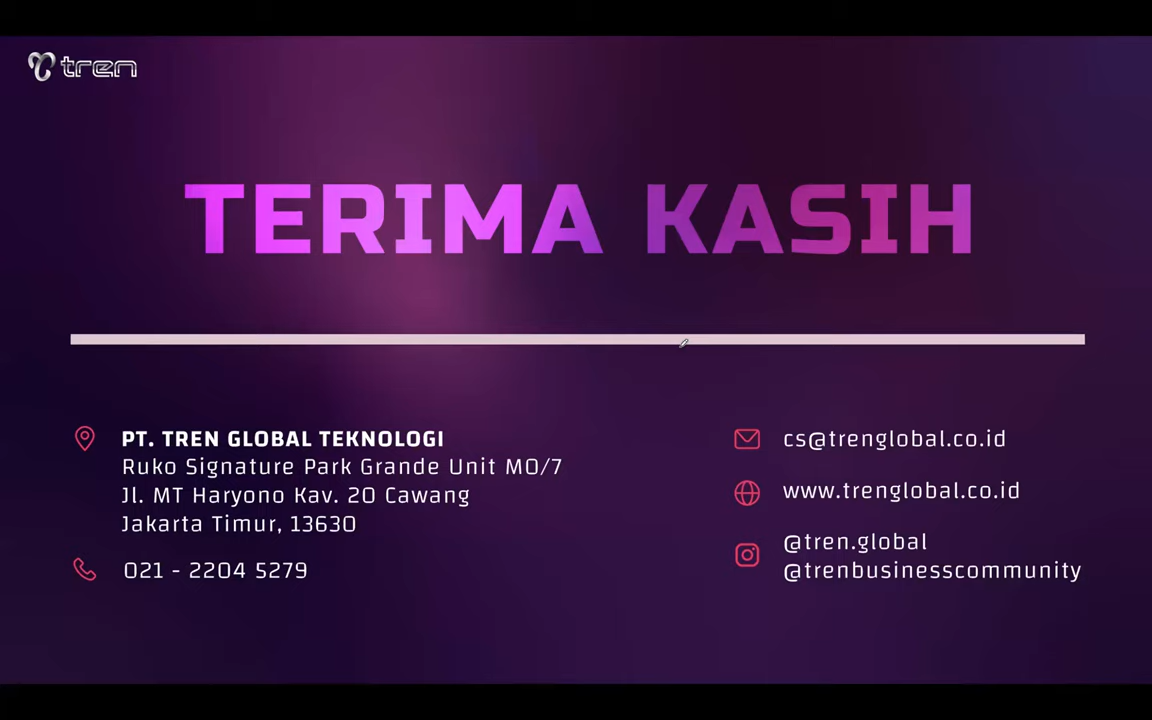 tren
TERIMA KASIH
PT. TREN GLOBAL TEKNOLOGI
Ruko Signature Park Grande Unit MO/7
Jl. MT Haryono Kav. 20 Cawang
Jakarta Timur, 13630
021 - 2204 5279
cs@trenglobal.co.id
www.trenglobal.co.id
@tren.global
@trenbusinesscommunity